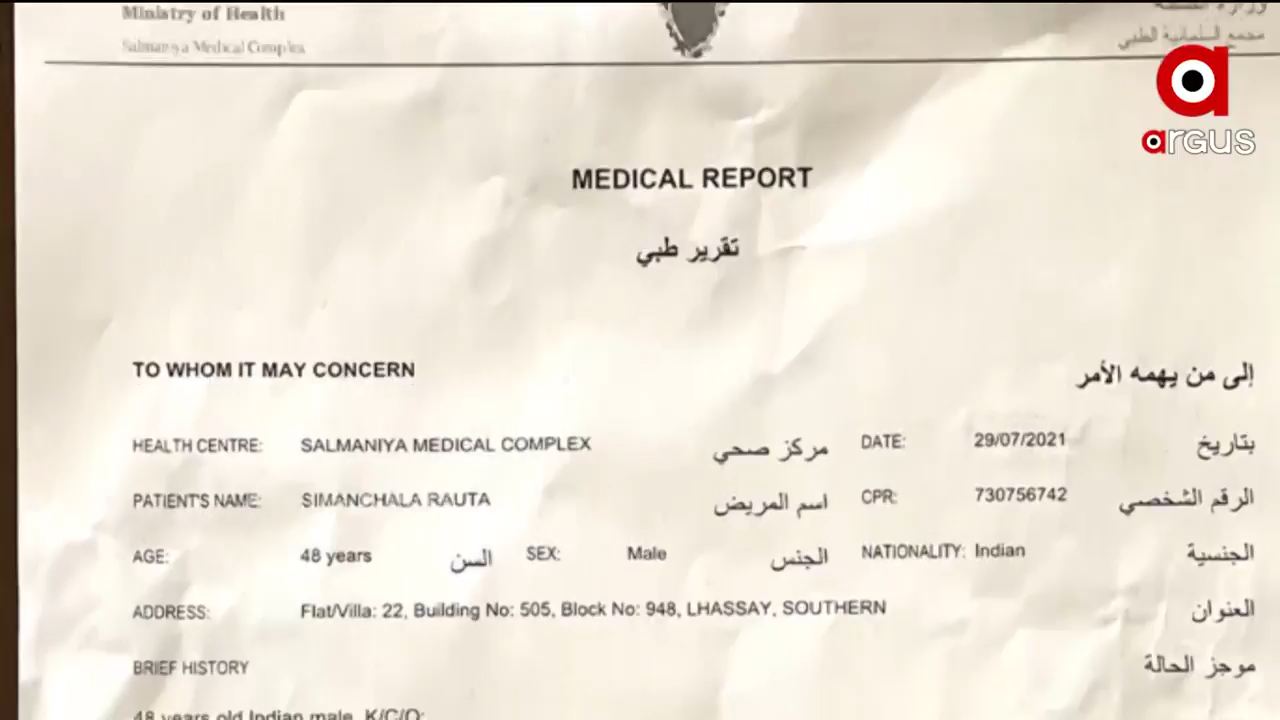 Ministry of Health
Salmaniya Medical Complex
مجمع السلمانية الطبي
argus
MEDICAL REPORT
تقرير طبي
TO WHOM IT MAY CONCERN إلى من يهمه الأمر
HEALTH CENTRE: SALMANIYA MEDICAL COMPLEX مركز صحي DATE: 29/07/2021 بتاريخ
PATIENT'S NAME: SIMANCHALA RAUTA اسم المريض CPR: 730756742 الرقم الشخصي
AGE: 48 years السن SEX: Male الجنس NATIONALITY: Indian الجنسية
ADDRESS: Flat/Villa: 22, Building No: 505, Block No: 948, LHASSAY, SOUTHERN العنوان
BRIEF HISTORY موجز الحالة
48 years old Indian male, K/C/O: